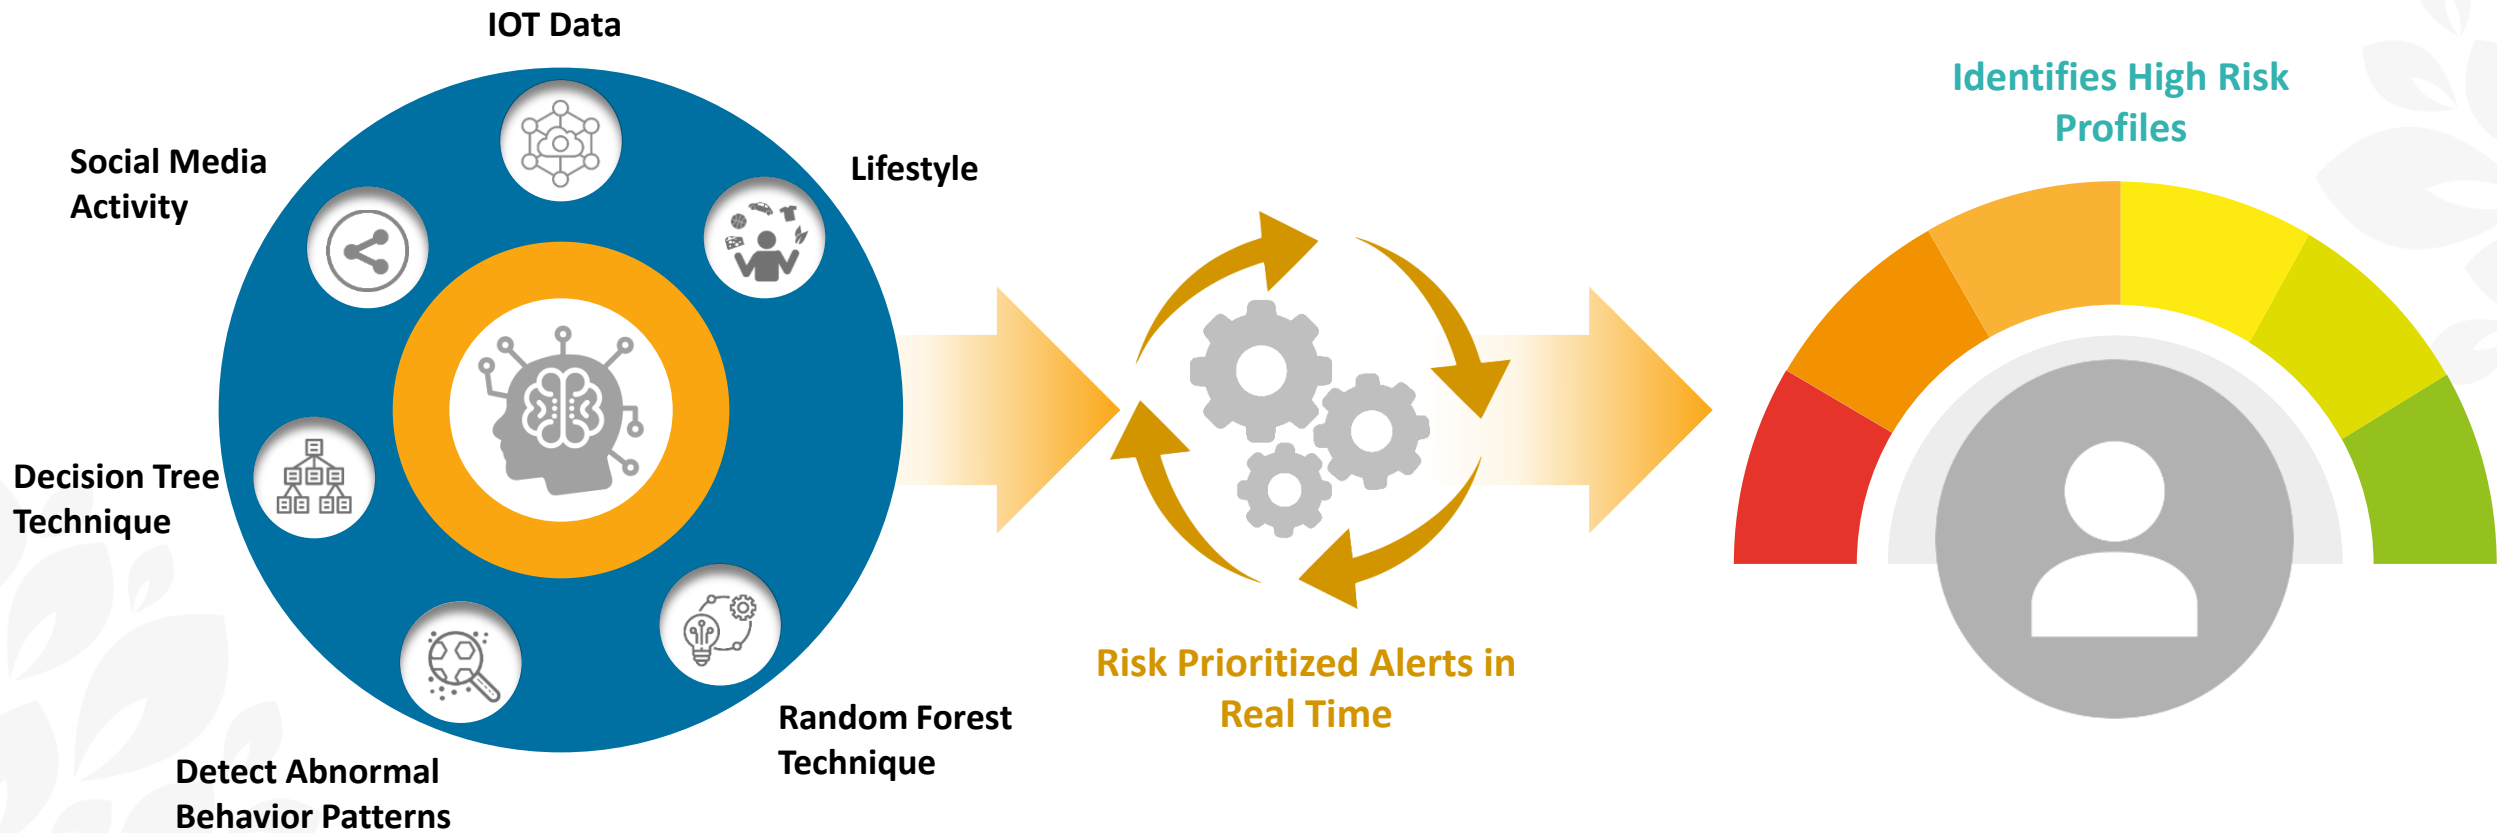 IOT Data
Social Media
Activity
Lifestyle
Decision Tree
Technique
Detect Abnormal
Behavior Patterns
Random Forest
Technique
Risk Prioritized Alerts in
Real Time
Identifies High Risk
Profiles